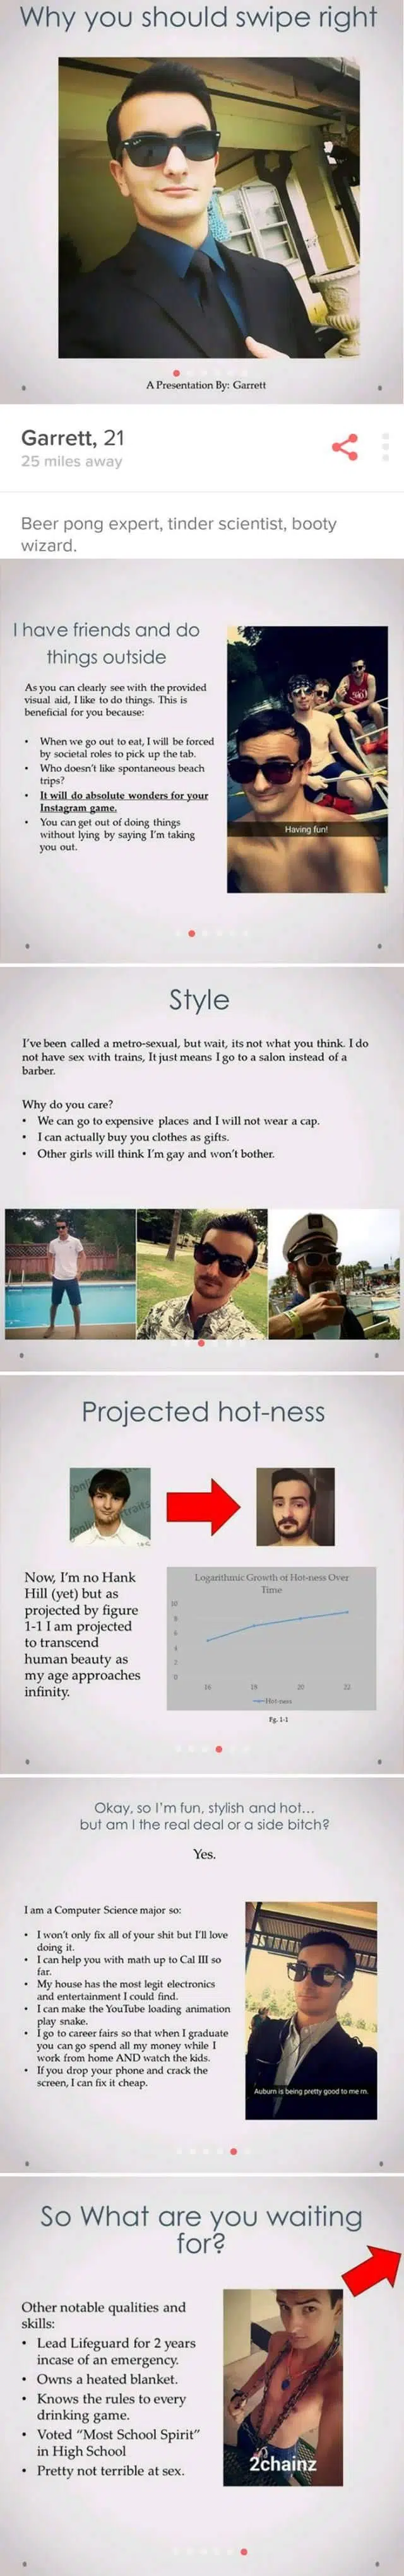 Why you should swipe right
A Presentation By: Garrett
Garrett, 21
25 miles away
Beer pong expert, tinder scientist, booty
wizard.
I have friends and do
things outside
As you can clearly see with the provided
visual aid, I like to do things. This is
beneficial for you because:
• When we go out to eat, I will be forced
by societal roles to pick up the tab.
• Who doesn't like spontaneous beach
trips?
• It will do absolute wonders for your
Instagram game.
• You can get out of doing things
without lying by saying I'm taking
you out.
Having fun!
Style
I've been called a metro-sexual, but wait, its not what you think. I do
not have sex with trains, It just means I go to a salon instead of a
barber.
Why do you care?
• We can go to expensive places and I will not wear a cap.
• I can actually buy you clothes as gifts.
• Other girls will think I'm gay and won't bother.
Projected hot-ness
Now, I'm no Hank
Hill (yet) but as
projected by figure
1-1 I am projected
to transcend
human beauty as
my age approaches
infinity.
Logarithmic Growth of Hot-ness Over
Time
10
8
6
4
2
0
16
19
20
22
Hot-ness
Fg. 1-1
Okay, so I'm fun, stylish and hot...
but am I the real deal or a side bitch?
Yes.
I am a Computer Science major so:
• I won't only fix all of your shit but I'll love
doing it.
• I can help you with math up to Cal III so
far.
• My house has the most legit electronics
and entertainment I could find.
• I can make the YouTube loading animation
play snake.
• I go to career fairs so that when I graduate
you can go spend all my money while I
work from home AND watch the kids.
• If you drop your phone and crack the
screen, I can fix it cheap.
Auburn is being pretty good to me rn.
So What are you waiting
for?
Other notable qualities and
skills:
• Lead Lifeguard for 2 years
incase of an emergency.
• Owns a heated blanket.
• Knows the rules to every
drinking game.
• Voted "Most School Spirit"
in High School
• Pretty not terrible at sex.
2chainz